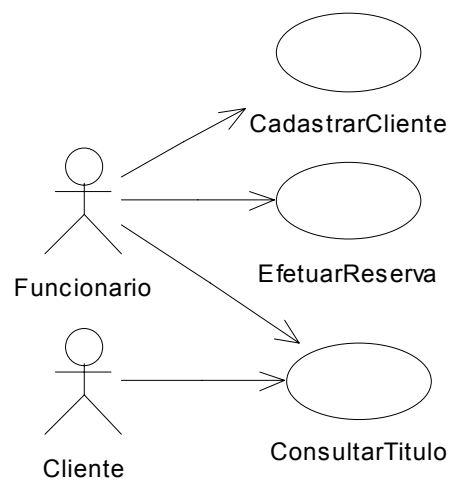 CadastrarCliente
EfetuarReserva
Funcionario
ConsultarTitulo
Cliente